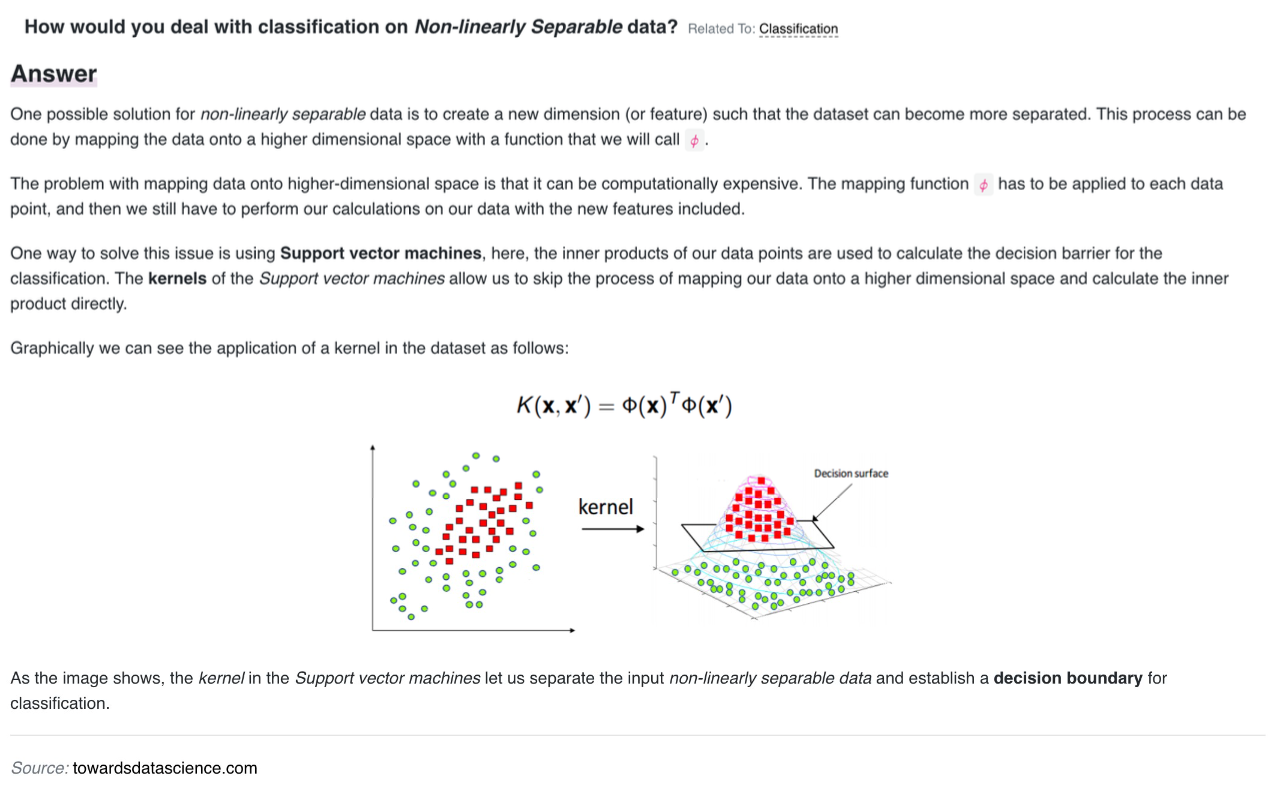 How would you deal with classification on Non-linearly Separable data? Related To: Classification
Answer
One possible solution for non-linearly separable data is to create a new dimension (or feature) such that the dataset can become more separated. This process can be
done by mapping the data onto a higher dimensional space with a function that we will call ϕ .
The problem with mapping data onto higher-dimensional space is that it can be computationally expensive. The mapping function ϕ has to be applied to each data
point, and then we still have to perform our calculations on our data with the new features included.
One way to solve this issue is using Support vector machines, here, the inner products of our data points are used to calculate the decision barrier for the
classification. The kernels of the Support vector machines allow us to skip the process of mapping our data onto a higher dimensional space and calculate the inner
product directly.
Graphically we can see the application of a kernel in the dataset as follows:
K(x, x′) = Φ(x)ᵀΦ(x′)
Decision surface
kernel
As the image shows, the kernel in the Support vector machines let us separate the input non-linearly separable data and establish a decision boundary for
classification.
Source: towardsdatascience.com